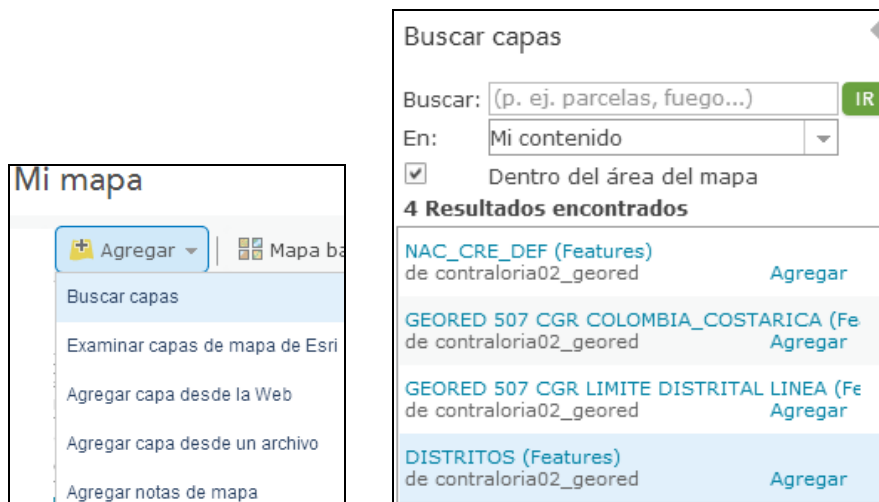 Mi mapa
Agregar
Mapa ba
Buscar capas
Examinar capas de mapa de Esri
Agregar capa desde la Web
Agregar capa desde un archivo
Agregar notas de mapa
Buscar capas
Buscar: (p. ej. parcelas, fuego...) IR
En: Mi contenido
Dentro del área del mapa
4 Resultados encontrados
NAC_CRE_DEF (Features)
de contraloria02_geored Agregar
GEORED 507 CGR COLOMBIA_COSTARICA (Fe
de contraloria02_geored Agregar
GEORED 507 CGR LIMITE DISTRITAL LINEA (Fe
de contraloria02_geored Agregar
DISTRITOS (Features)
de contraloria02_geored Agregar